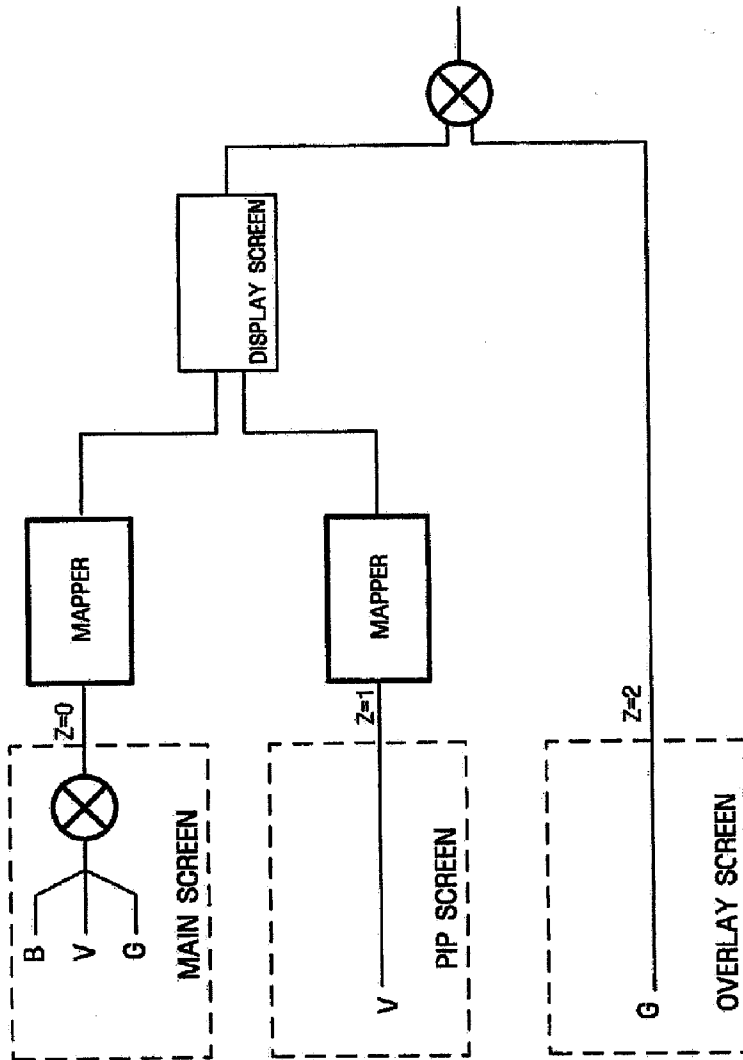 B
V
G
MAIN SCREEN
Z=0
MAPPER
V
PIP SCREEN
Z=1
MAPPER
DISPLAY SCREEN
G
OVERLAY SCREEN
Z=2